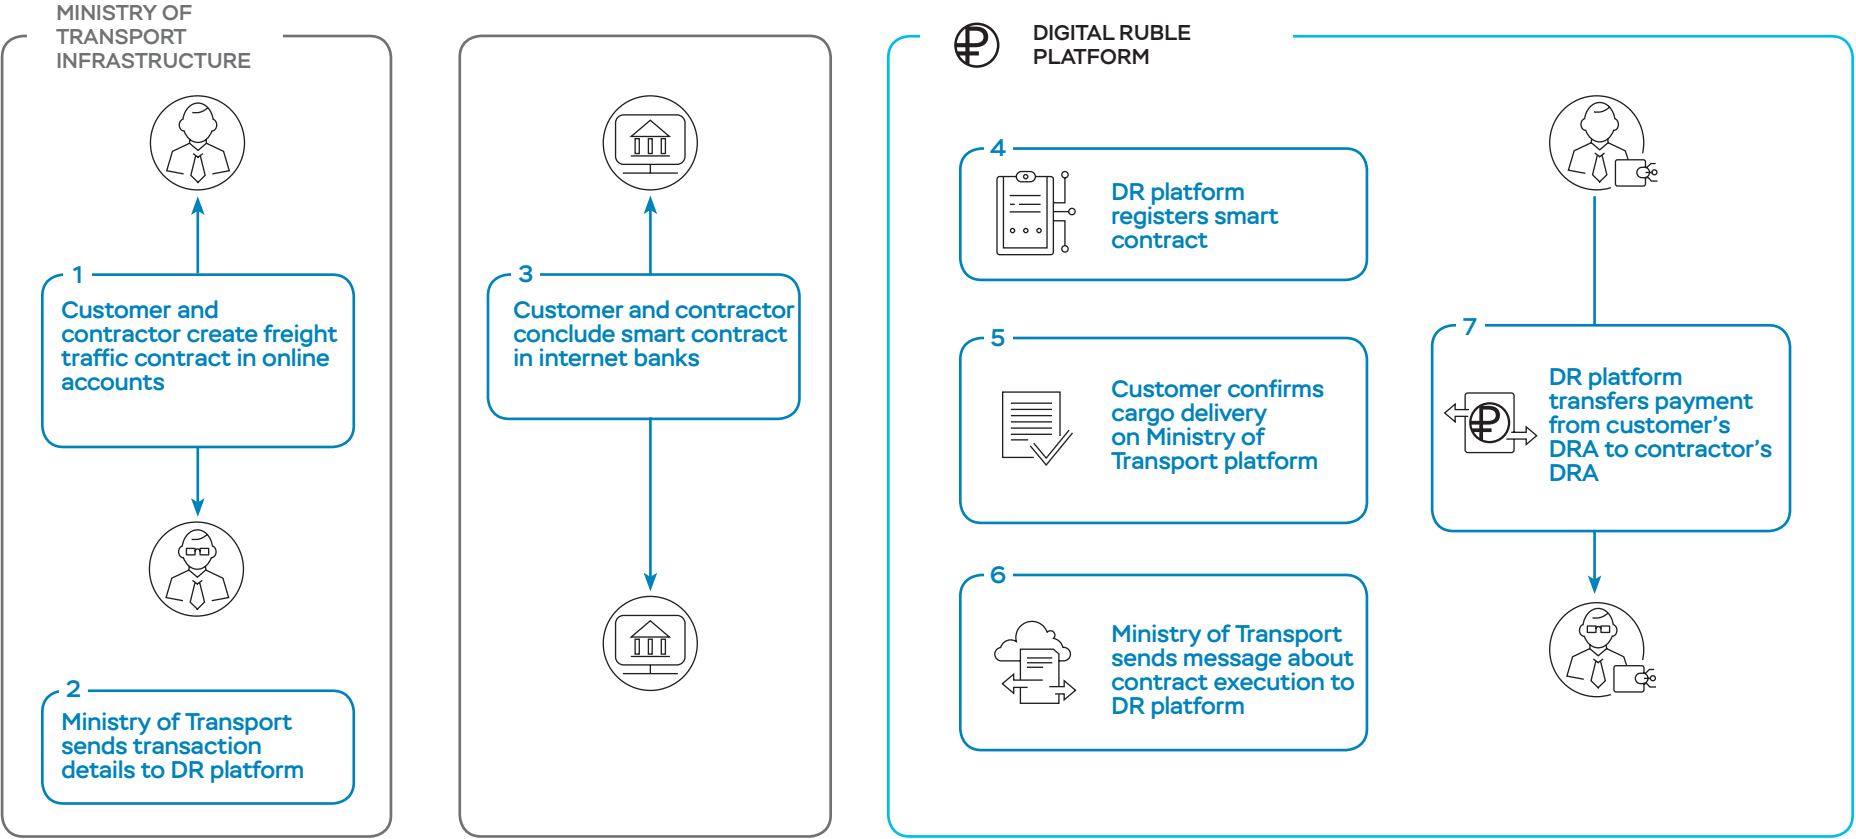 MINISTRY OF
TRANSPORT
INFRASTRUCTURE
1
Customer and
contractor create freight
traffic contract in online
accounts
2
Ministry of Transport
sends transaction
details to DR platform
3
Customer and contractor
conclude smart contract
in internet banks
DIGITAL RUBLE
PLATFORM
4
DR platform
registers smart
contract
5
Customer confirms
cargo delivery
on Ministry of
Transport platform
6
Ministry of Transport
sends message about
contract execution to
DR platform
7
DR platform
transfers payment
from customer's
DRA to contractor's
DRA